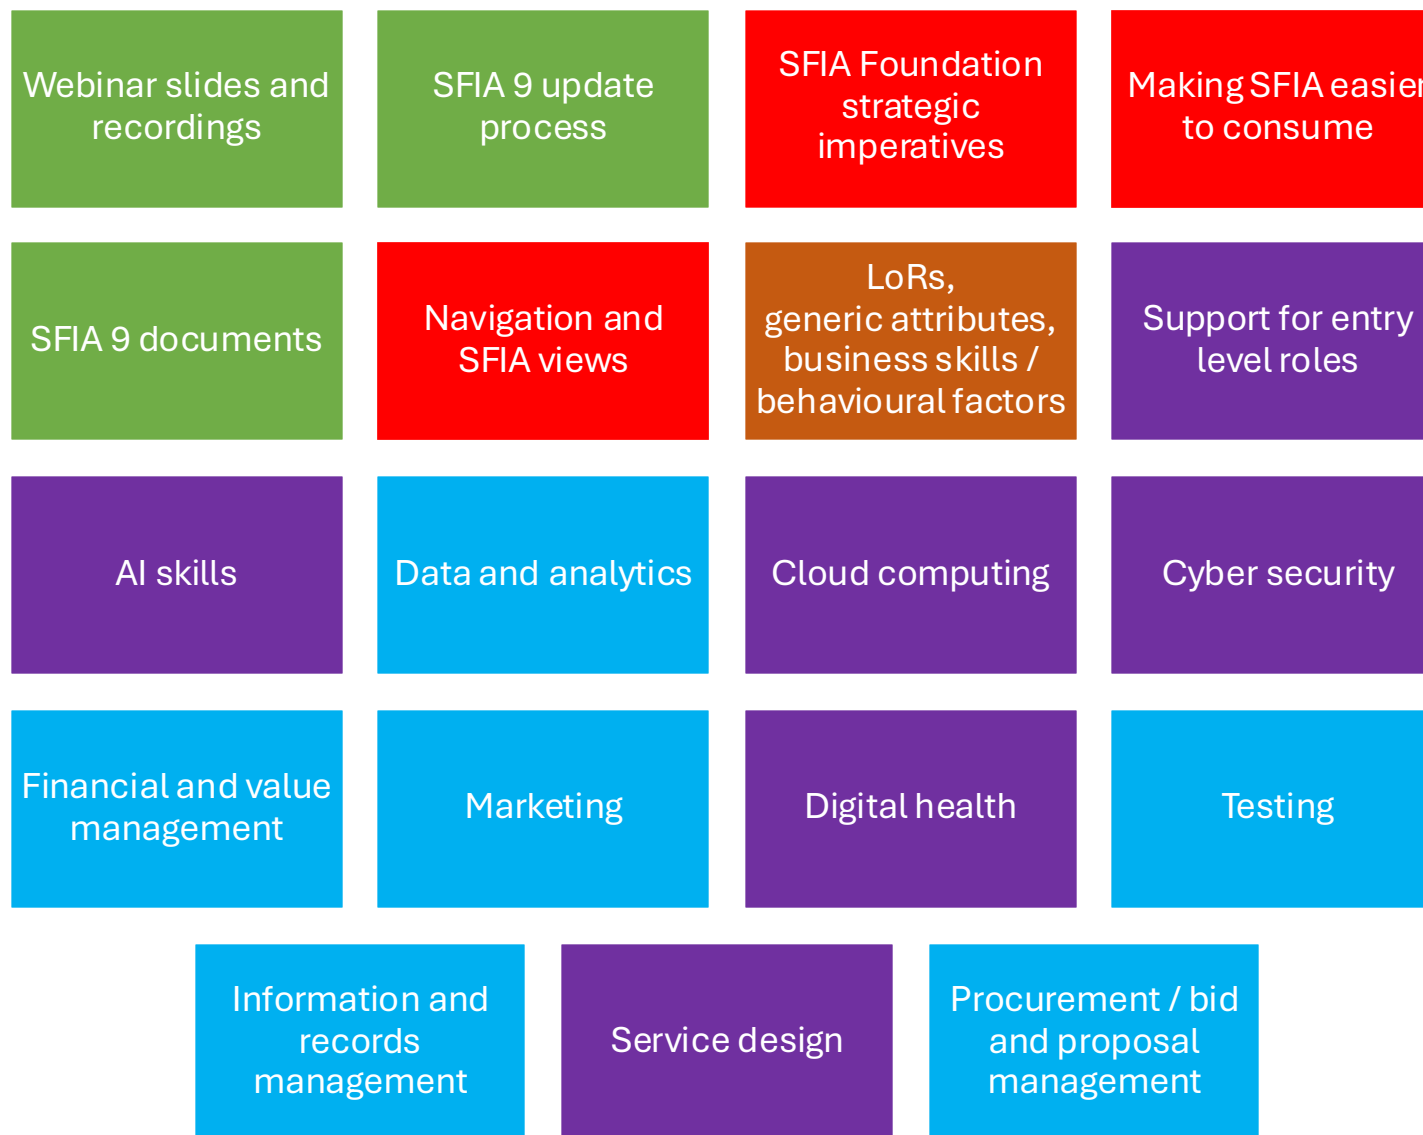 Webinar slides and
recordings
SFIA 9 update
process
SFIA Foundation
strategic
imperatives
Making SFIA easier
to consume
SFIA 9 documents
Navigation and
SFIA views
LoRs,
generic attributes,
business skills /
behavioural factors
Support for entry
level roles
AI skills
Data and analytics
Cloud computing
Cyber security
Financial and value
management
Marketing
Digital health
Testing
Information and
records
management
Service design
Procurement / bid
and proposal
management